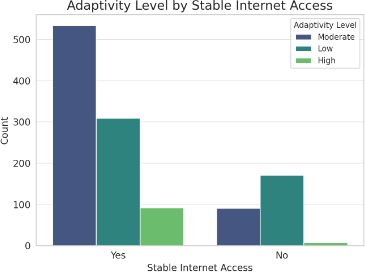 Adaptivity Level by Stable Internet Access
Adaptivity Level
Moderate
Low
High
500
400
300
200
100
0
Count
Yes
No
Stable Internet Access